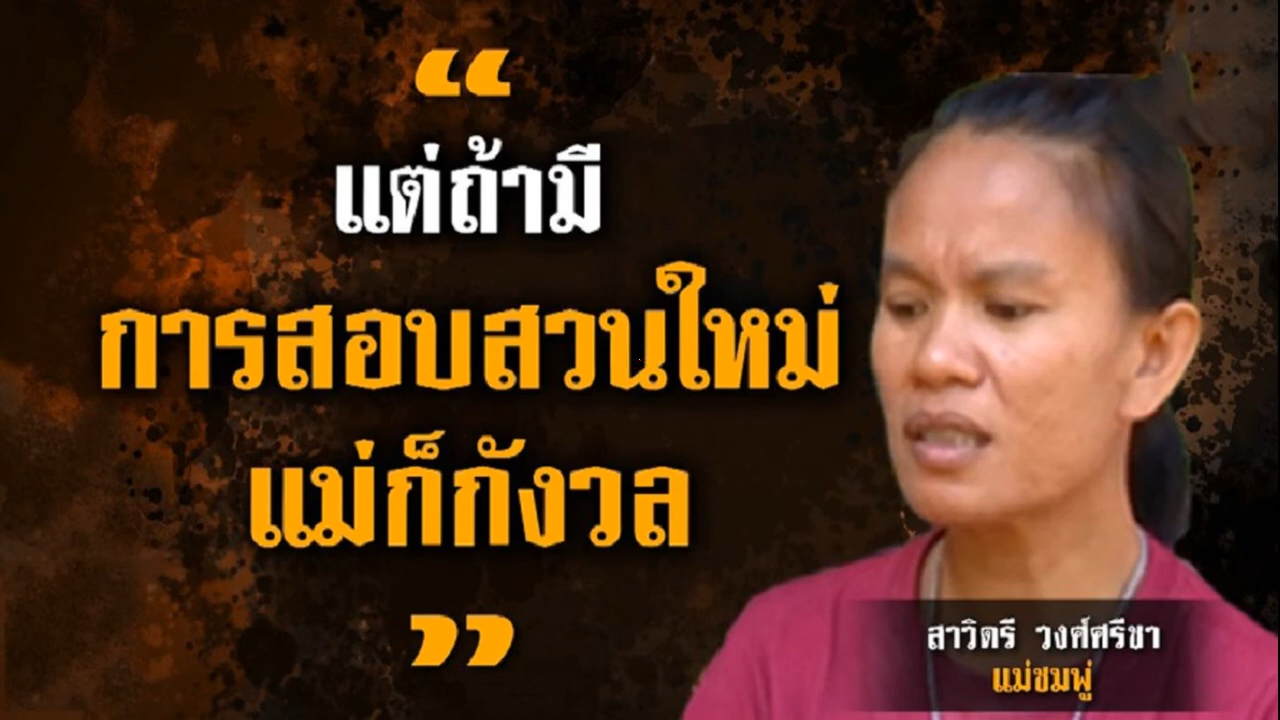 “
แต่ถ้ามี
การสอบสวนใหม่
แม่ก็กังวล
”
สาวิตรี วงศ์ศรีชา
แม่ชมพู่